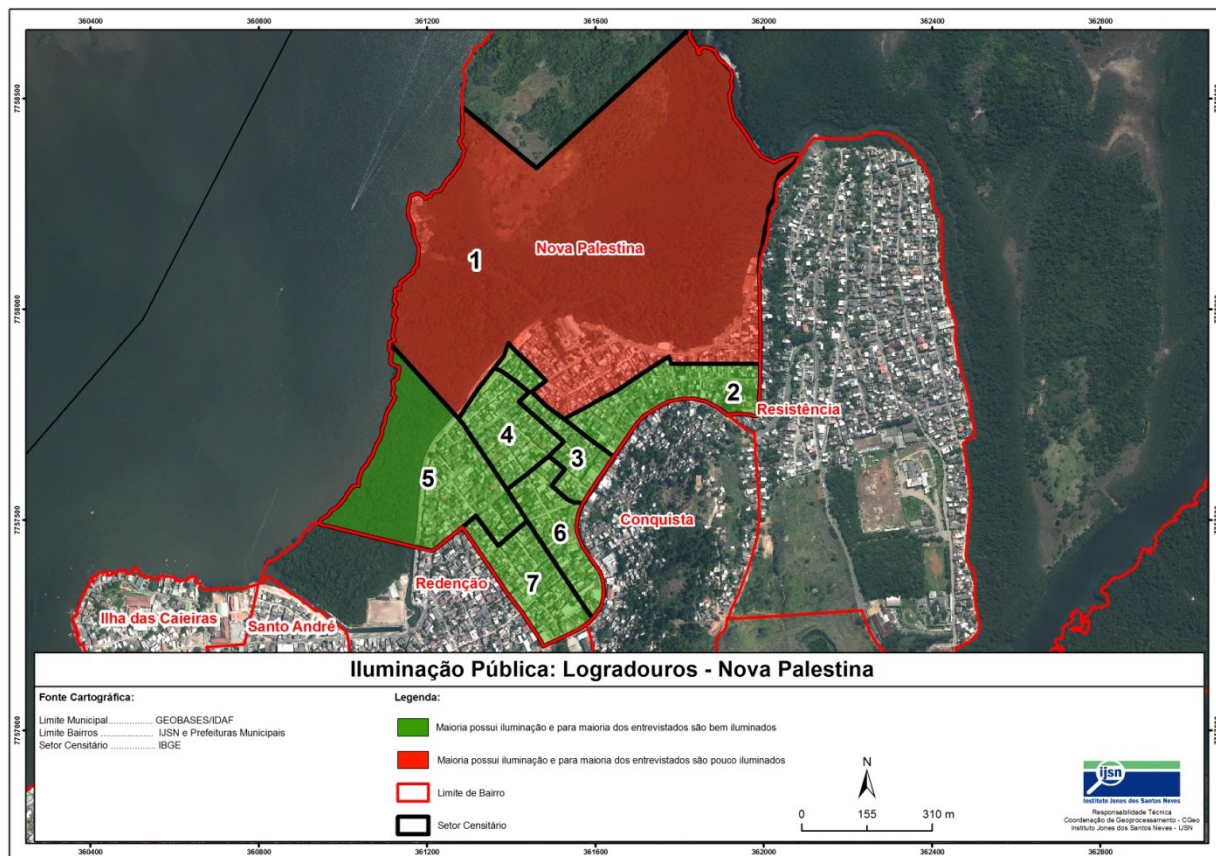 360400 360800 361200 361600 362000 362400 362800
7758500
7758000
7757500
7757000
1
Nova Palestina
2
Resistência
4
3
5
6
Conquista
7
Redenção
Ilha das Caieiras
Santo André
Iluminação Pública: Logradouros - Nova Palestina
Fonte Cartográfica:
Limite Municipal................ GEOBASES/IDAF
Limite Bairros ..................... IJSN e Prefeituras Municipais
Setor Censitário .................. IBGE
Legenda:
Maioria possui iluminação e para maioria dos entrevistados são bem iluminados
Maioria possui iluminação e para maioria dos entrevistados são pouco iluminados
Limite de Bairro
Setor Censitário
N
0 155 310 m
ijsn
Instituto Jones dos Santos Neves
Responsabilidade Técnica
Coordenação de Geoprocessamento - CGeo
Instituto Jones dos Santos Neves - IJSN
360400 360800 361200 361600 362000 362400 362800